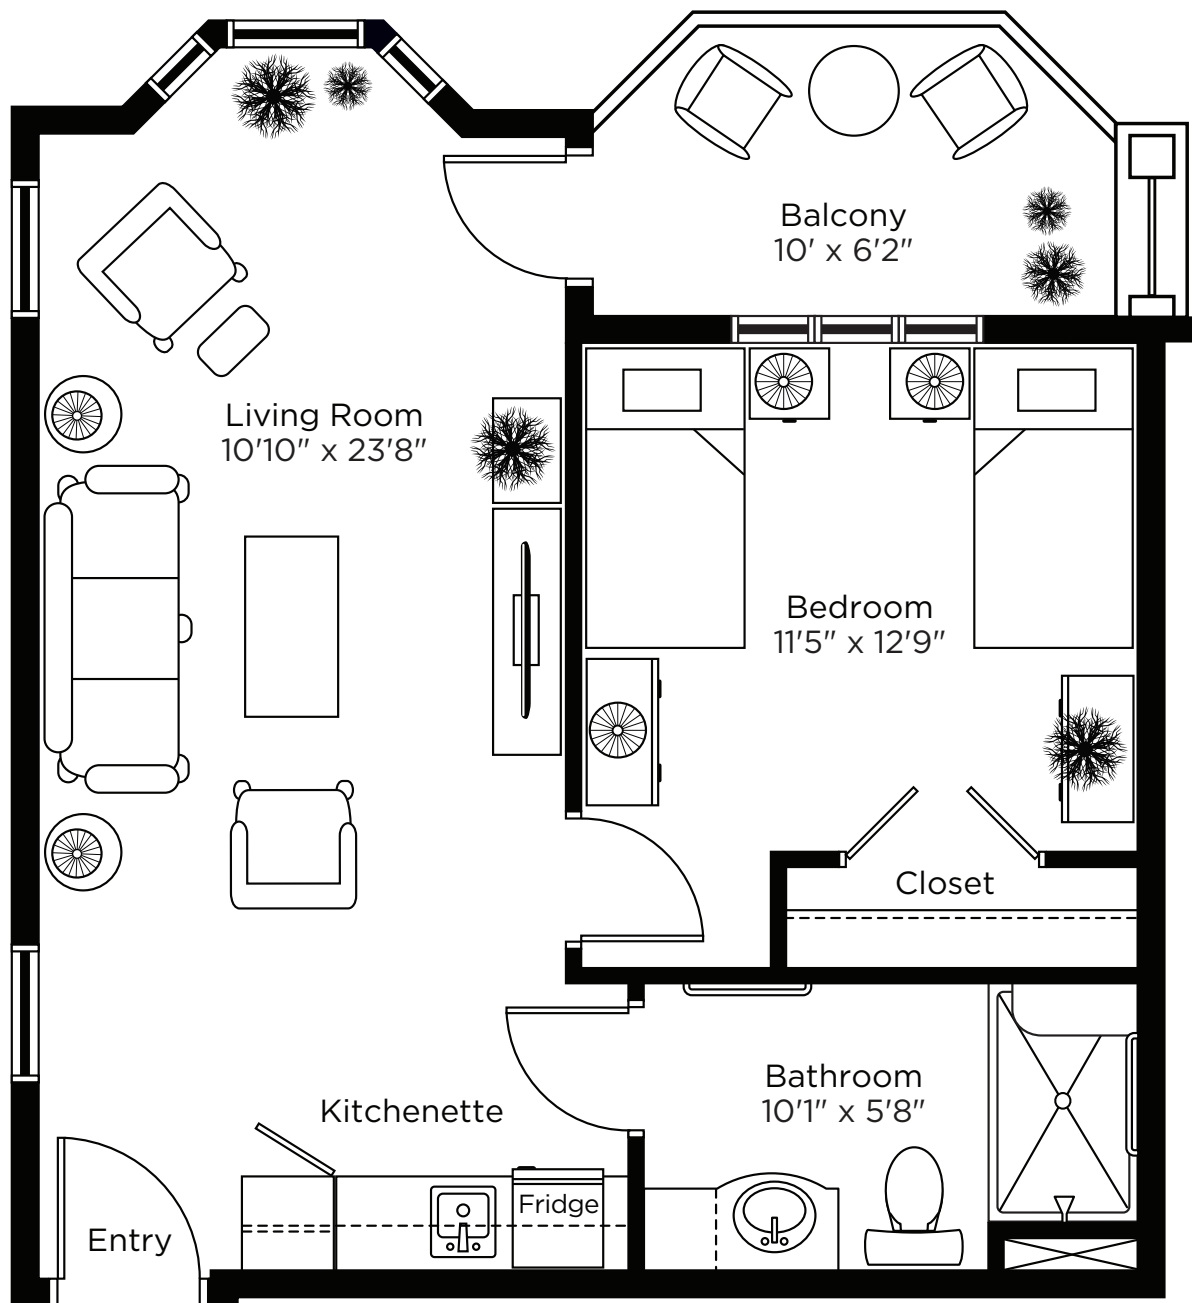 Balcony
10' x 6'2"
Living Room
10'10" x 23'8"
Bedroom
11'5" x 12'9"
Closet
Bathroom
10'1" x 5'8"
Kitchenette
Fridge
Entry